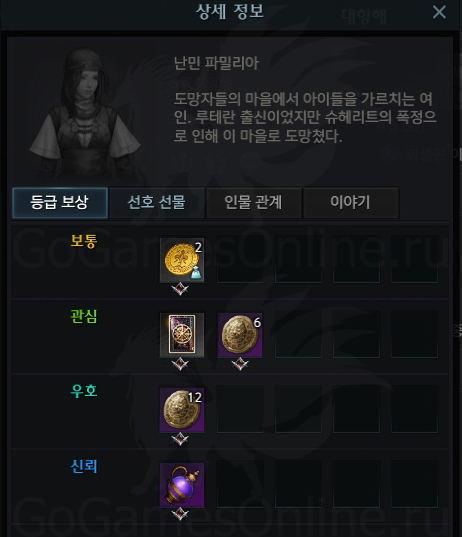 상세 정보
대항해
난민 파밀리아
도망자들의 마을에서 아이들을 가르치는 여
인. 루테란 출신이었지만 슈헤리트의 폭정으
로 인해 이 마을로 도망쳤다.
등급 보상
선호 선물
인물 관계
이야기
보통
2
GoGamesOnline.ru
관심
6
우호
12
신뢰
GoGamesOnline.ru